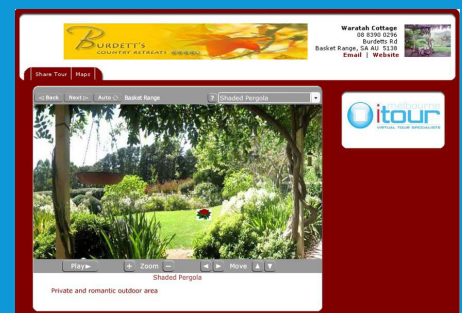 BURDETT'S
COUNTRY RETREATS
Waratah Cottage
08 8390 0296
Burdetts Rd
Basket Range, SA AU 5138
Email | Website
Share Tour Maps
Back Next Auto Basket Range ? Shaded Pergola
melbourne
itour
VIRTUAL TOUR SPECIALISTS
Play + Zoom − Move
Shaded Pergola
Private and romantic outdoor area